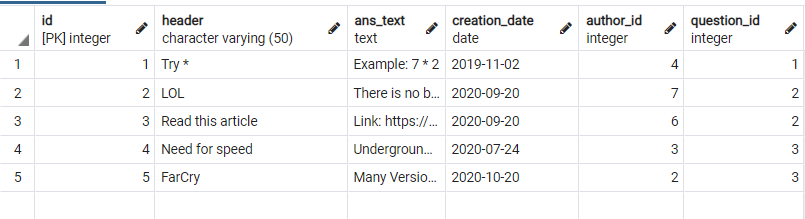 id header ans_text creation_date author_id question_id
[PK] integer character varying (50) text date integer integer
1 1 Try * Example: 7 * 2 2019-11-02 4 1
2 2 LOL There is no b... 2020-09-20 7 2
3 3 Read this article Link: https://... 2020-09-20 6 2
4 4 Need for speed Undergroun... 2020-07-24 3 3
5 5 FarCry Many Versio... 2020-10-20 2 3